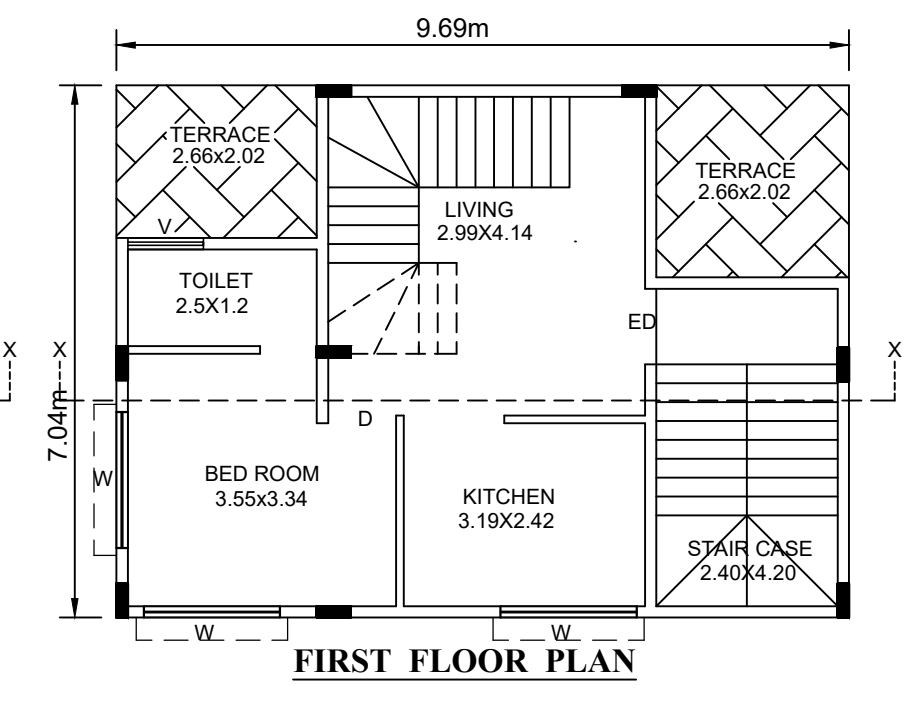 9.69m
TERRACE
2.66x2.02
TERRACE
2.66x2.02
V
LIVING
2.99X4.14
TOILET
2.5X1.2
ED
X
X
X
7.04m
D
W
BED ROOM
3.55x3.34
KITCHEN
3.19X2.42
STAIR CASE
2.40X4.20
W
W
FIRST FLOOR PLAN